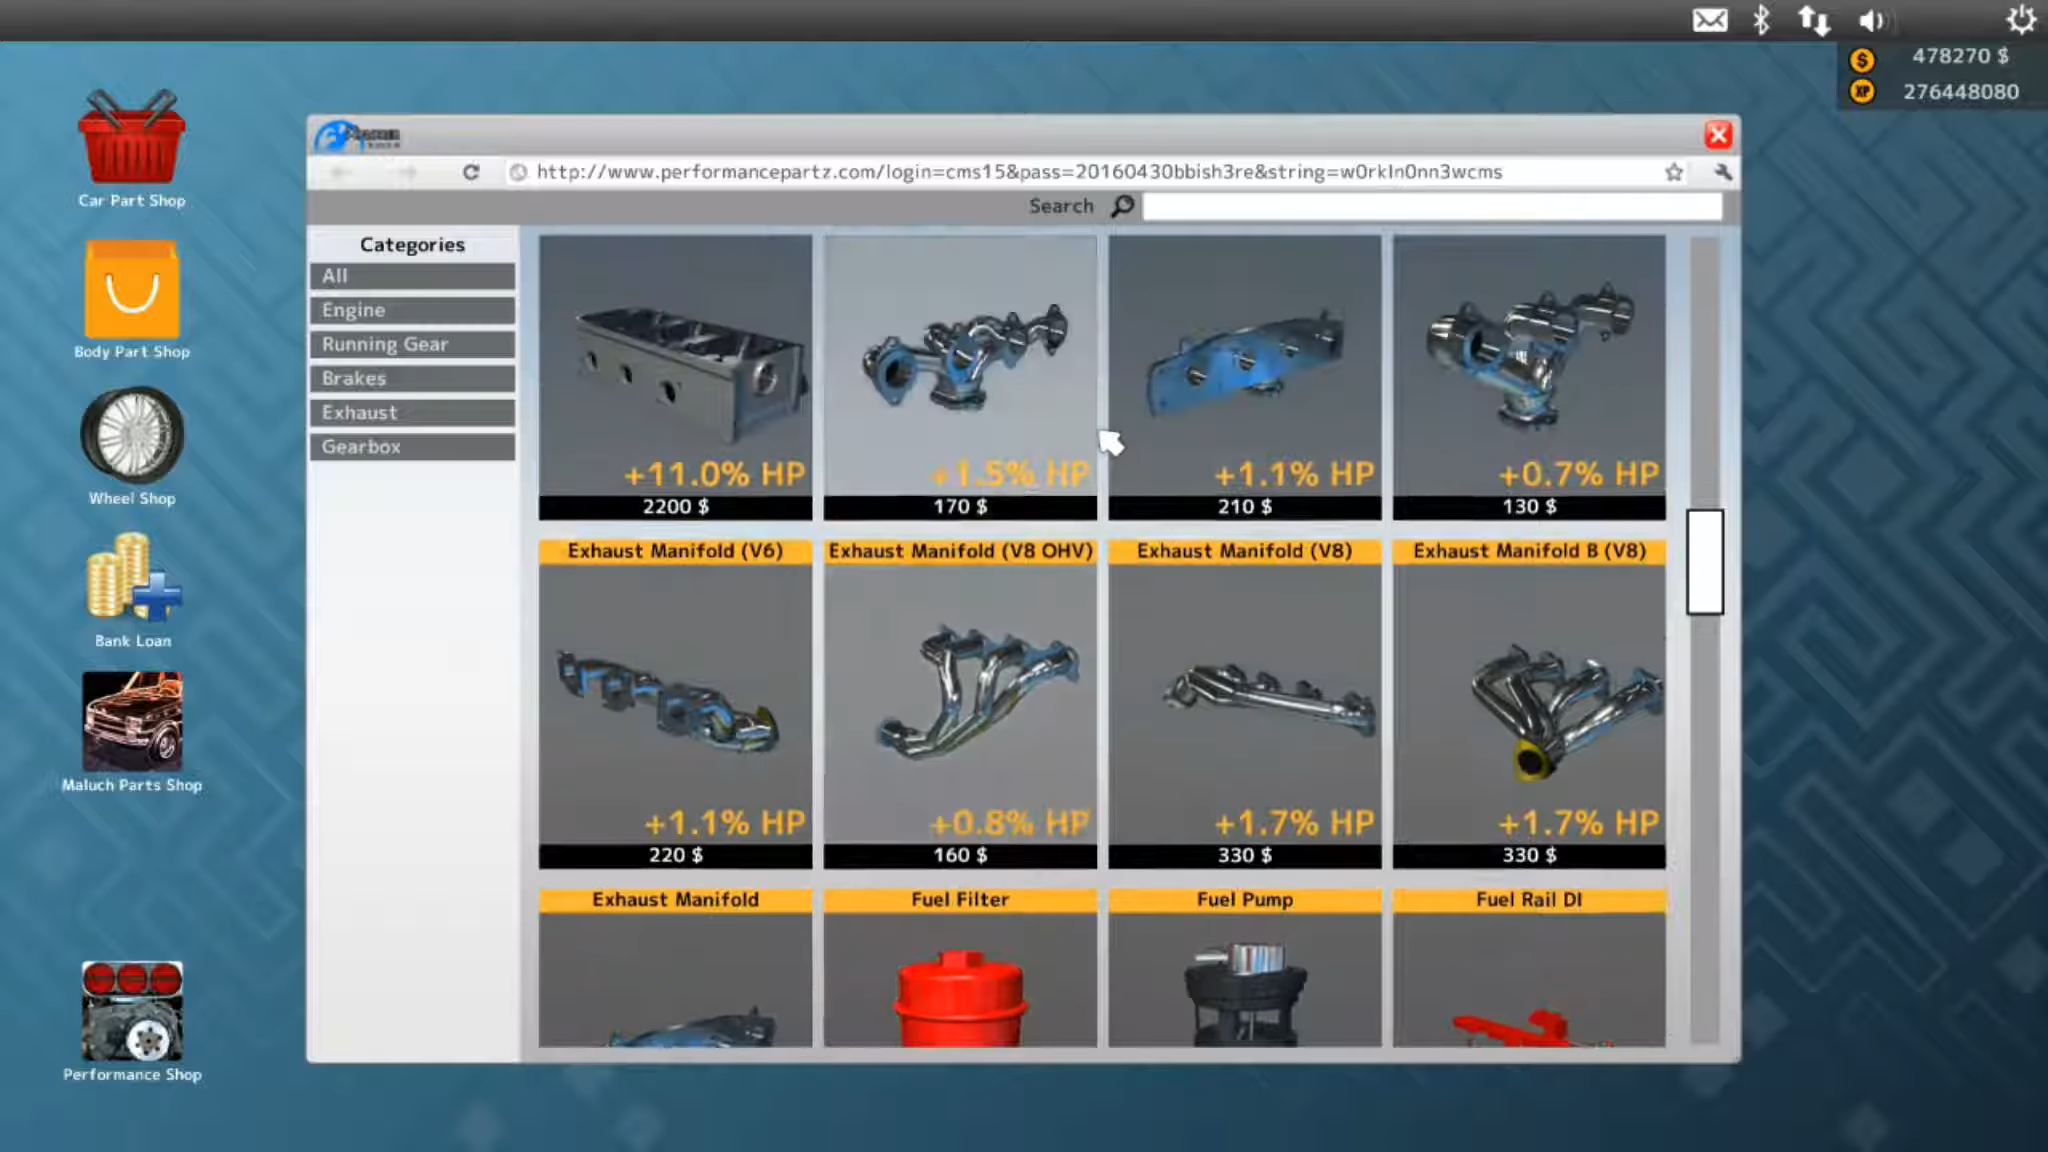 478270 $
276448080
http://www.performancepartz.com/login=cms15&pass=20160430bbish3re&string=w0rkIn0nn3wcms
Search
Categories
All
Engine
Running Gear
Brakes
Exhaust
Gearbox
Car Part Shop
Body Part Shop
Wheel Shop
Bank Loan
Maluch Parts Shop
Performance Shop
+11.0% HP
2200 $
+1.5% HP
170 $
+1.1% HP
210 $
+0.7% HP
130 $
Exhaust Manifold (V6)
+1.1% HP
220 $
Exhaust Manifold (V8 OHV)
+0.8% HP
160 $
Exhaust Manifold (V8)
+1.7% HP
330 $
Exhaust Manifold B (V8)
+1.7% HP
330 $
Exhaust Manifold
Fuel Filter
Fuel Pump
Fuel Rail DI